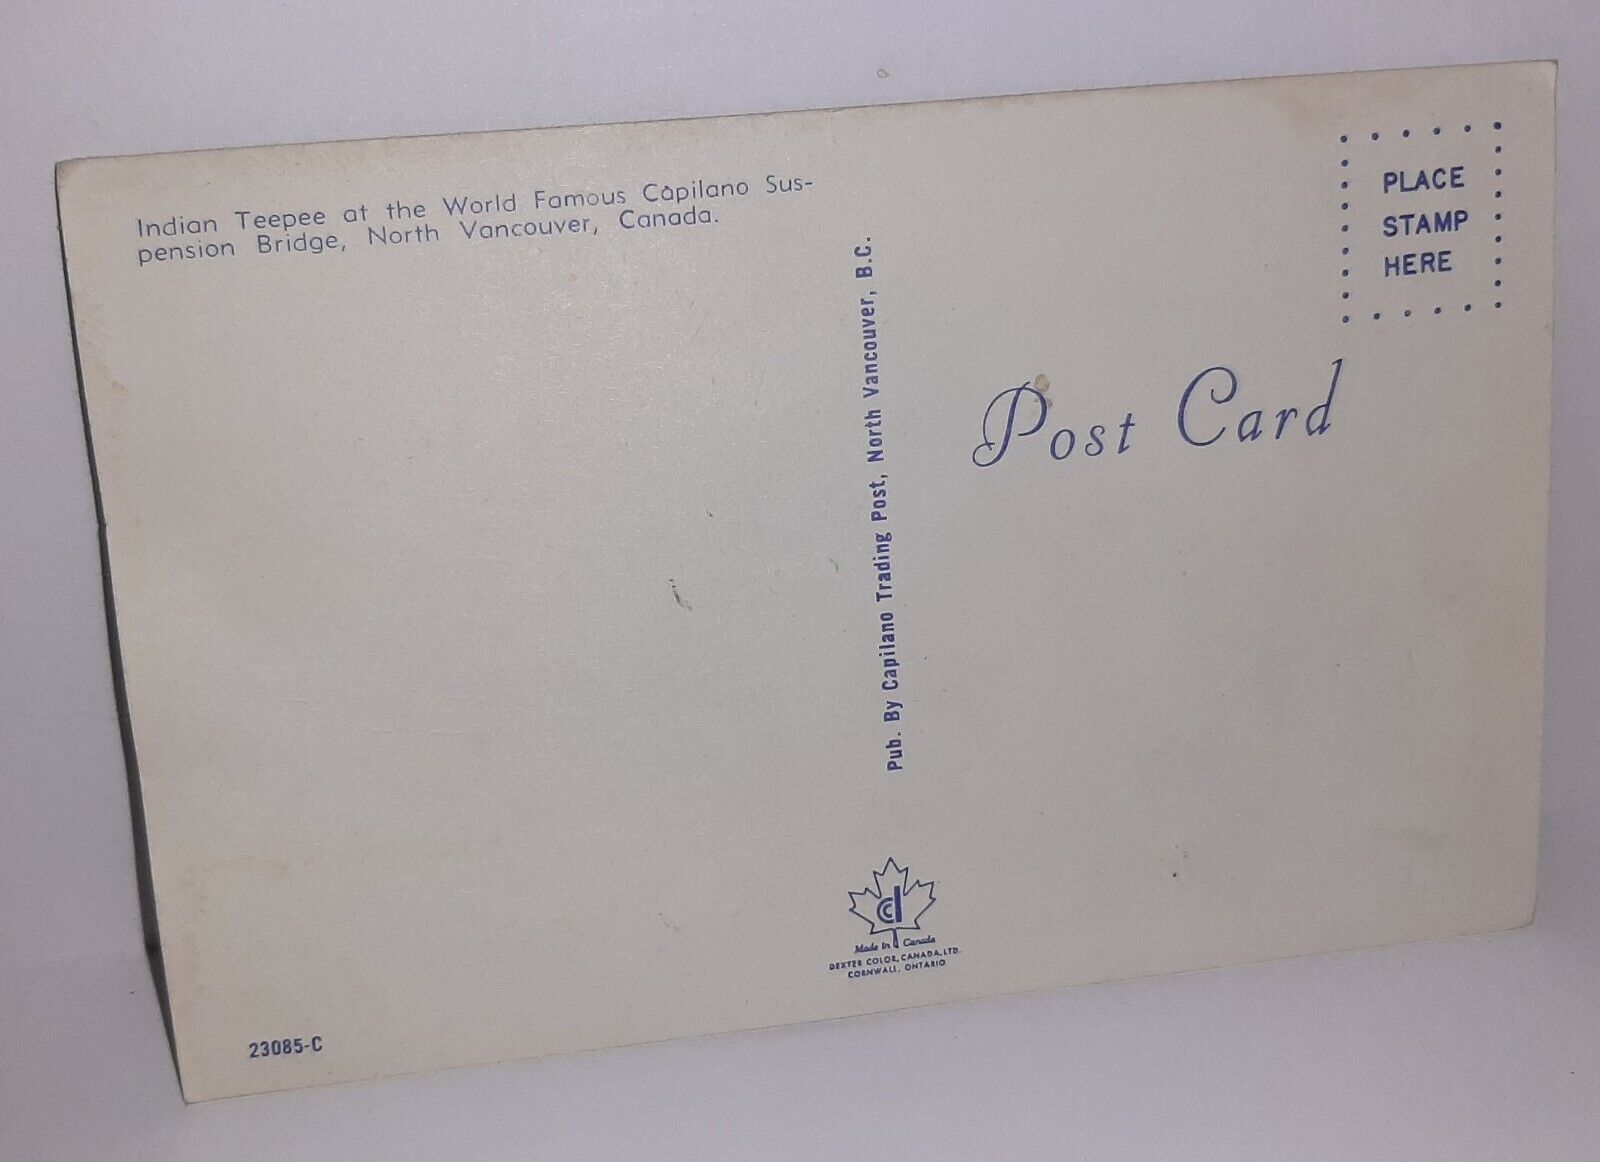 Indian Teepee at the World Famous Capilano Sus-
pension Bridge, North Vancouver, Canada.
PLACE
STAMP
HERE
Post Card
Pub. By Capilano Trading Post, North Vancouver, B.C.
Made In Canada
DEXTER COLOR, CANADA, LTD.
CORNWALL, ONTARIO
23085-C